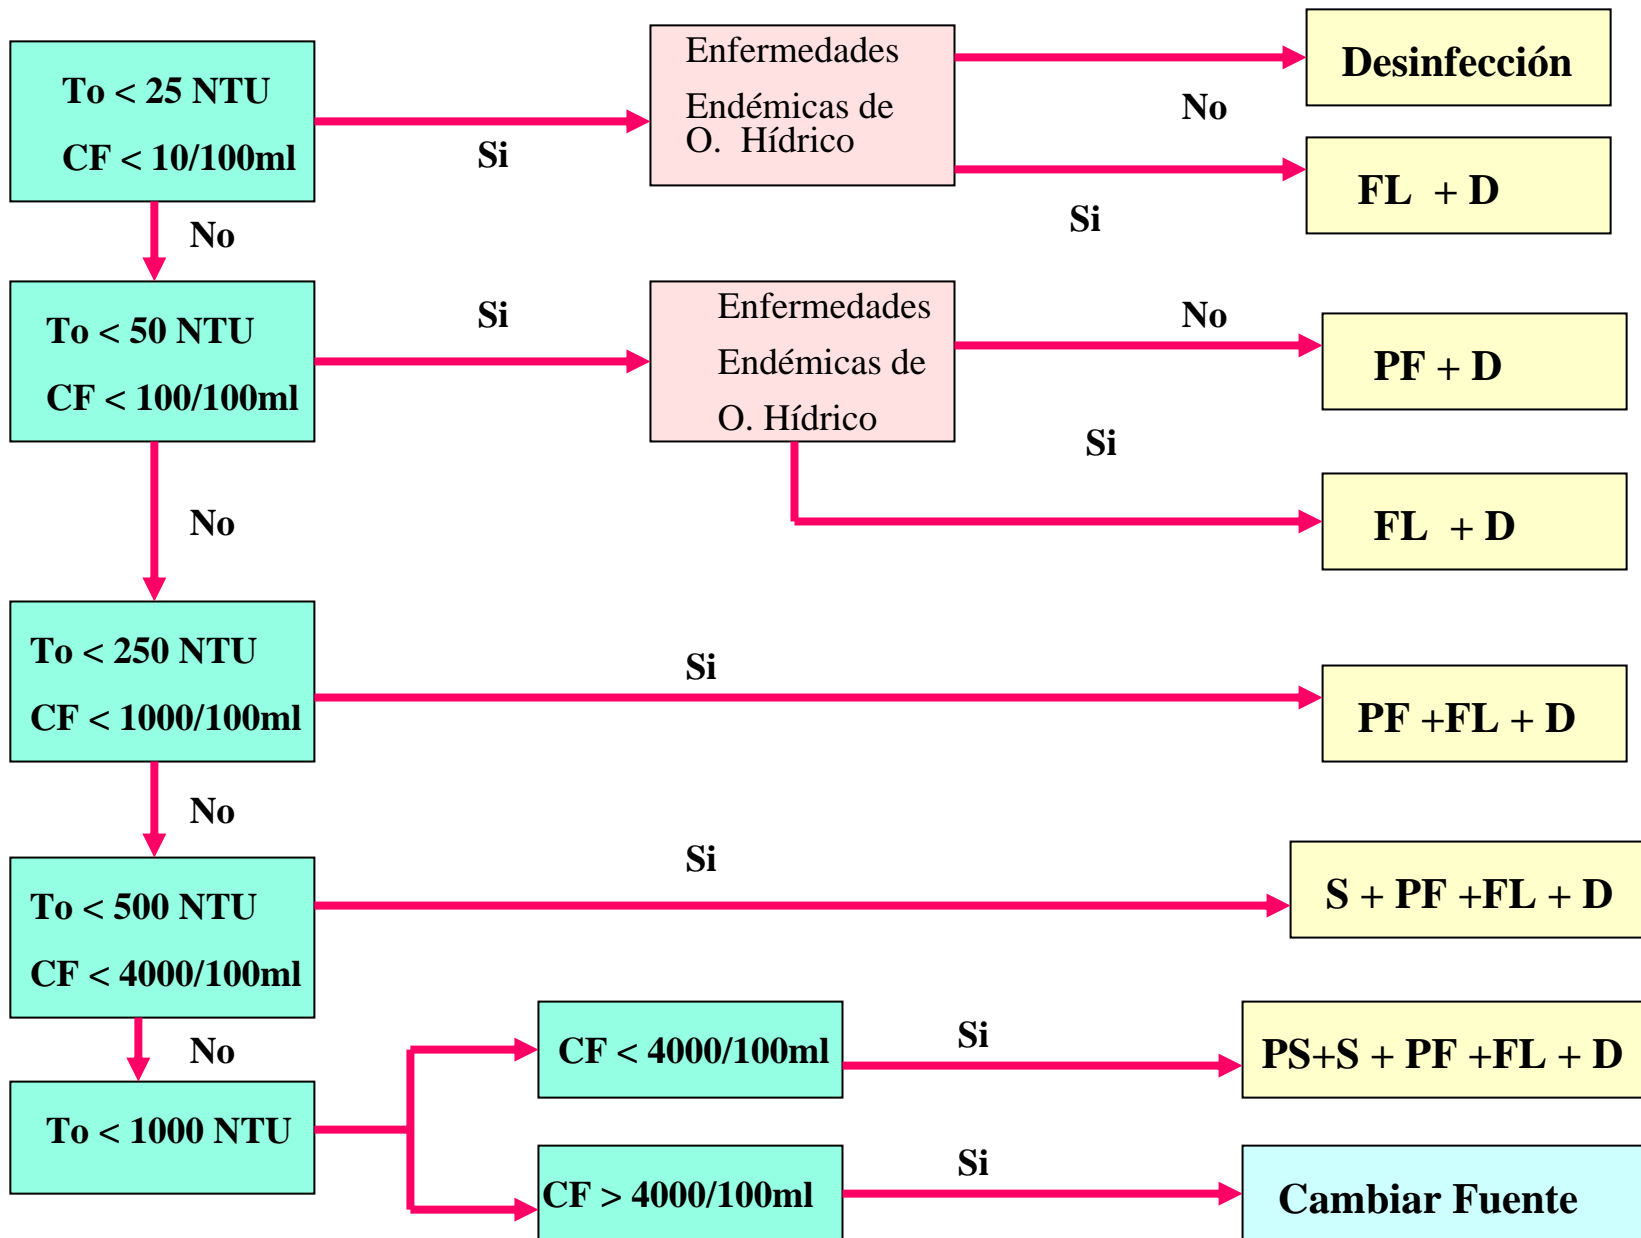 To < 25 NTU
CF < 10/100ml
Si
Enfermedades
Endémicas de
O. Hídrico
No
Desinfección
Si
FL + D
No
To < 50 NTU
CF < 100/100ml
Si
Enfermedades
Endémicas de
O. Hídrico
No
PF + D
Si
FL + D
No
To < 250 NTU
CF < 1000/100ml
Si
PF +FL + D
No
To < 500 NTU
CF < 4000/100ml
Si
S + PF +FL + D
No
To < 1000 NTU
CF < 4000/100ml
Si
PS+S + PF +FL + D
CF > 4000/100ml
Si
Cambiar Fuente